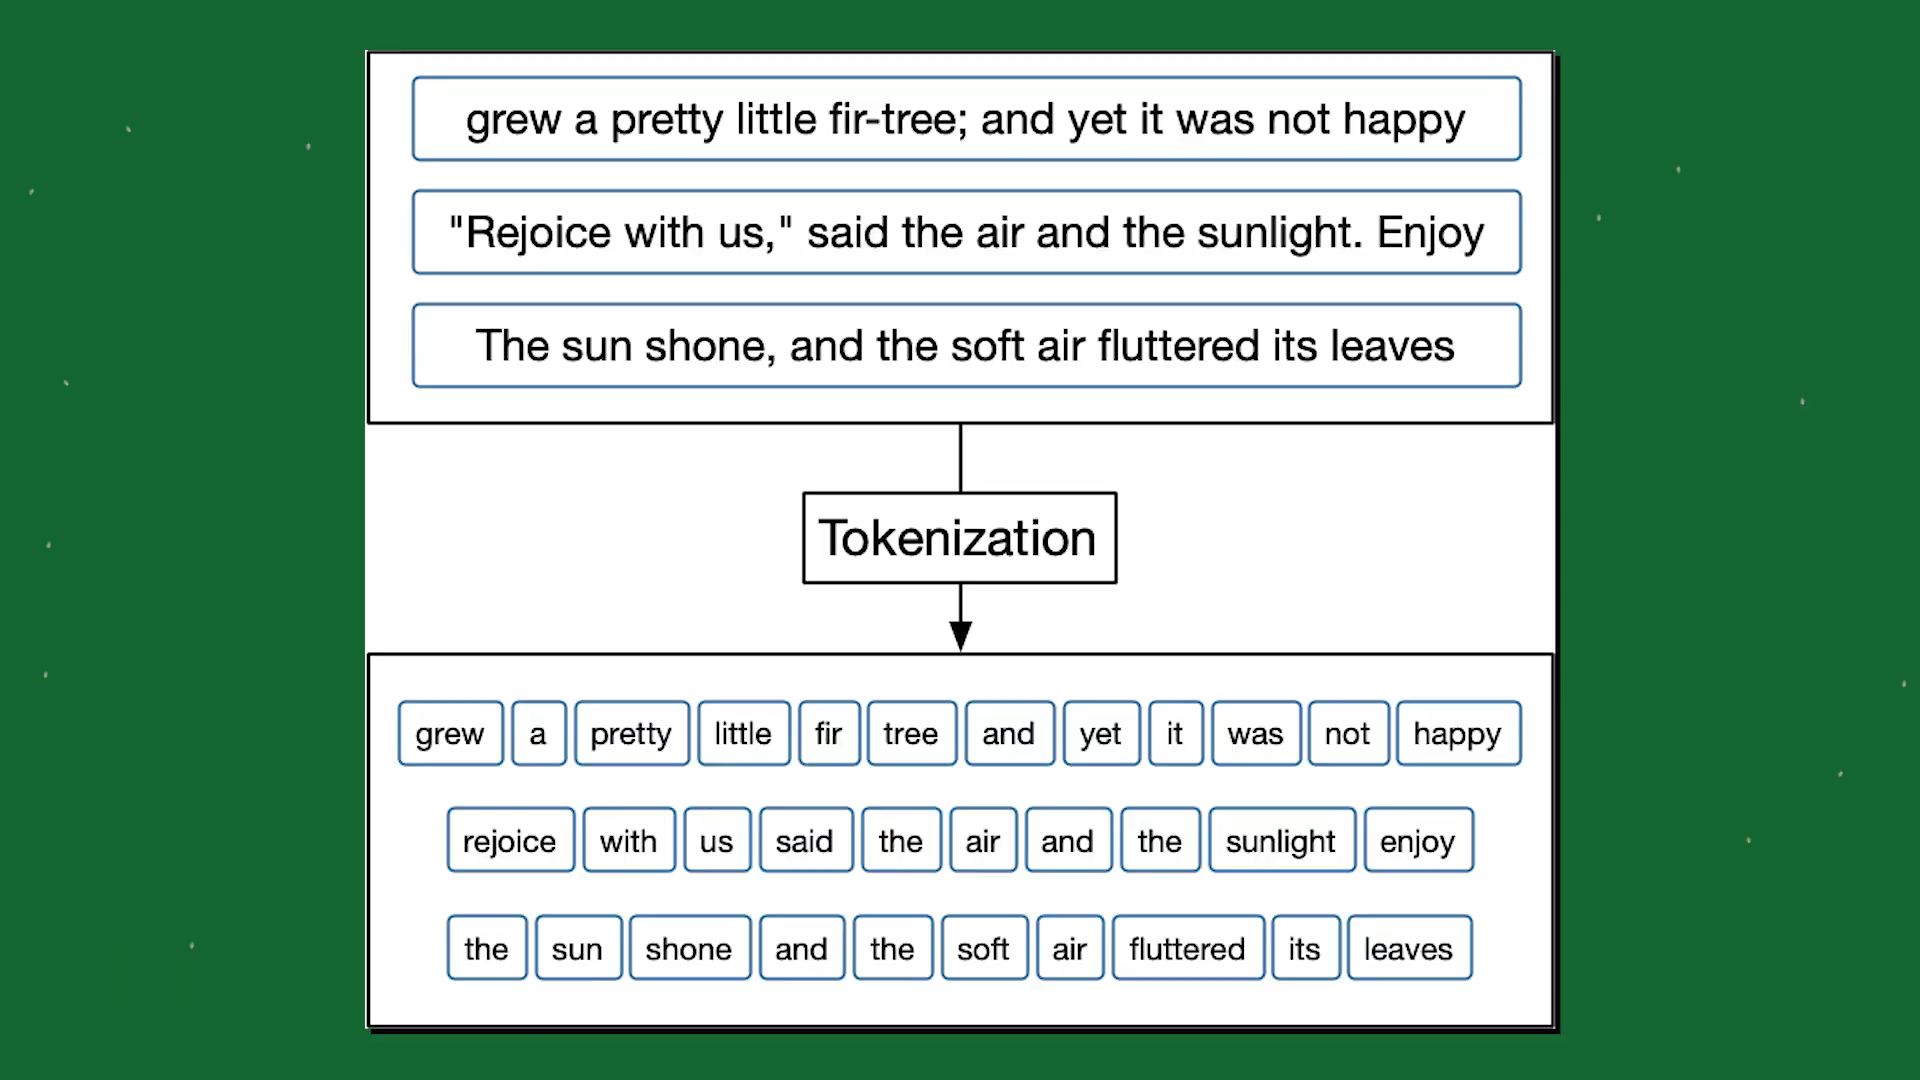 grew a pretty little fir-tree; and yet it was not happy
"Rejoice with us," said the air and the sunlight. Enjoy
The sun shone, and the soft air fluttered its leaves
Tokenization
grew a pretty little fir tree and yet it was not happy
rejoice with us said the air and the sunlight enjoy
the sun shone and the soft air fluttered its leaves